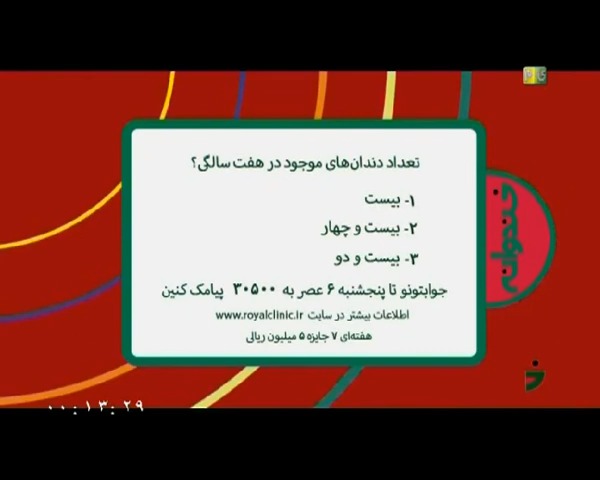 تعداد دندان‌های موجود در هفت سالگی؟
۱- بیست
۲- بیست و چهار
۳- بیست و دو
جوابتونو تا پنجشنبه ۶ عصر به ۳۰۵۰۰ پیامک کنین
اطلاعات بیشتر در سایت www.royalclinic.ir
هفته‌ای ۷ جایزه ۵ میلیون ریالی
خندوانه